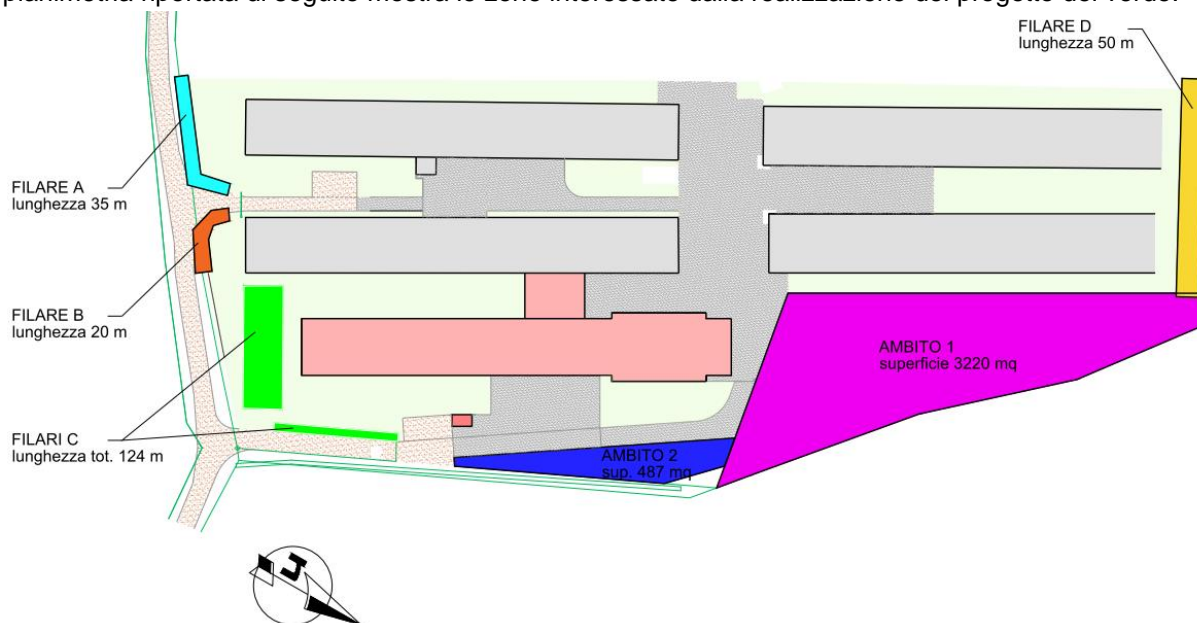 planimetria riportata di seguito mostra le zone interessate dalla realizzazione del progetto del verde.
FILARE D
lunghezza 50 m
FILARE A
lunghezza 35 m
FILARE B
lunghezza 20 m
AMBITO 1
superficie 3220 mq
FILARI C
lunghezza tot. 124 m
AMBITO 2
sup. 487 mq